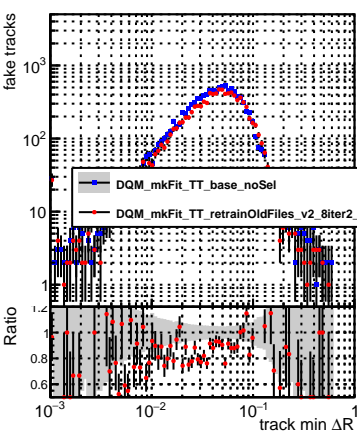 fake tracks
10³
10²
DQM_mkFit_TT_base_noSel
DQM_mkFit_TT_retrainOldFiles_v2_8iter2_
10
1
Ratio
1.2
1
0.8
0.6
10⁻³ 10⁻² 10⁻¹ 1
track min ΔR